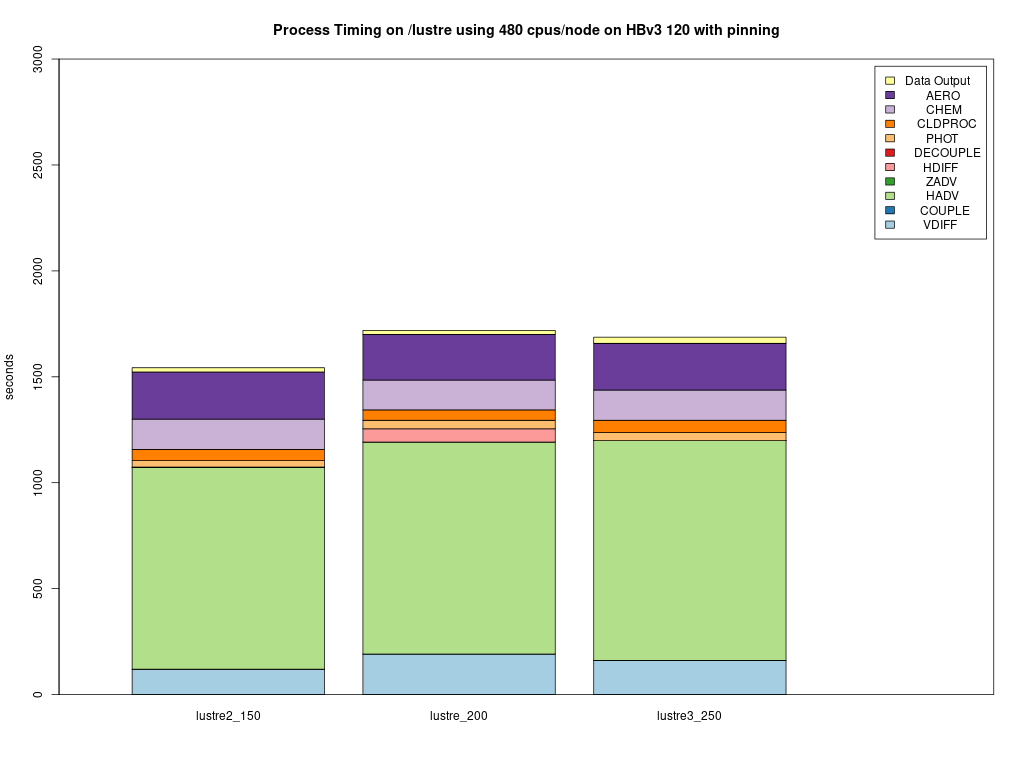 Process Timing on /lustre using 480 cpus/node on HBv3 120 with pinning
seconds
3000
2500
2000
1500
1000
500
0
Data Output
AERO
CHEM
CLDPROC
PHOT
DECOUPLE
HDIFF
ZADV
HADV
COUPLE
VDIFF
lustre2_150
lustre_200
lustre3_250